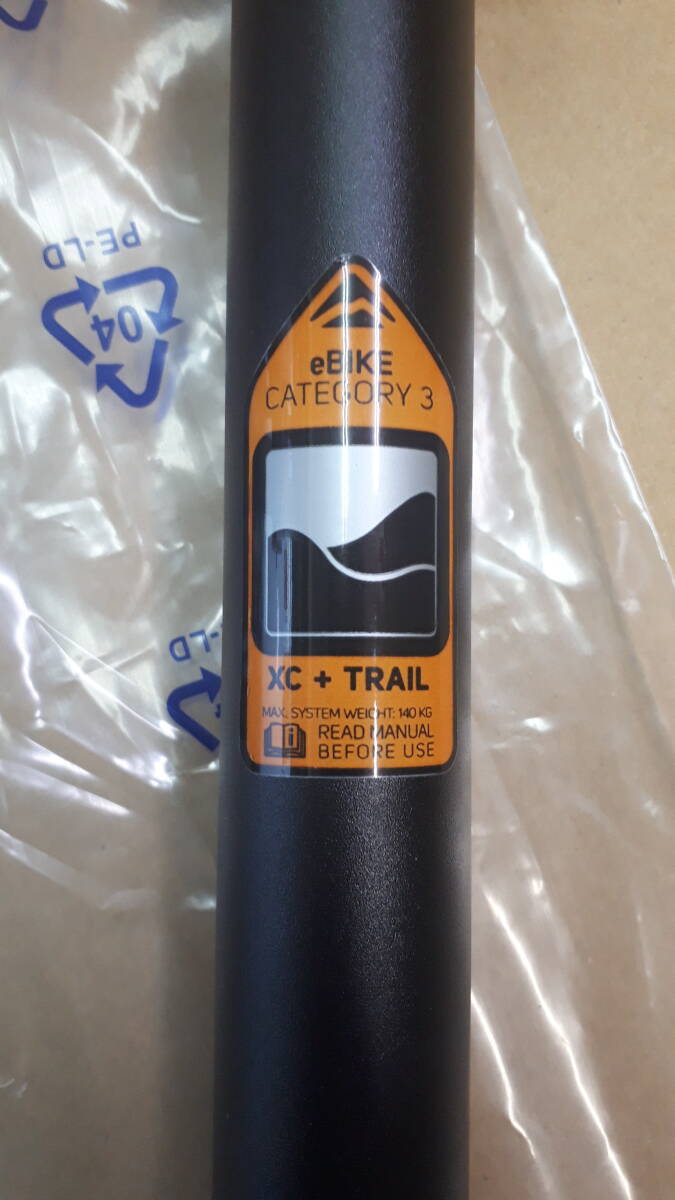 PE-LD
04
eBIKE
CATEGORY 3
-LD
XC + TRAIL
MAX. SYSTEM WEIGHT: 140 KG
i READ MANUAL
BEFORE USE